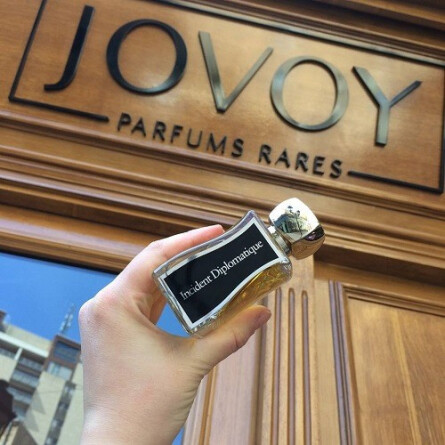 JOVOY
PARFUMS RARES
Incident Diplomatique